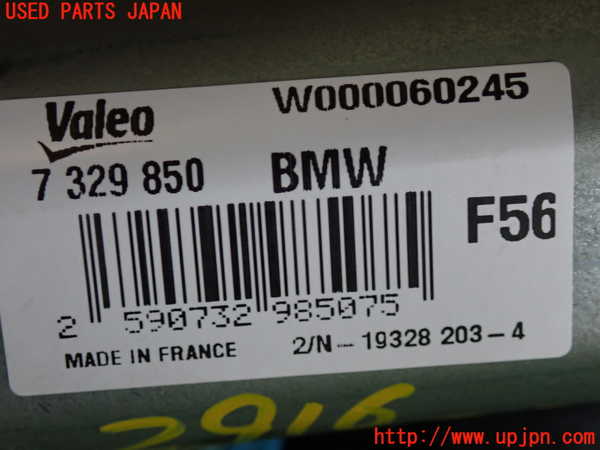 USED PARTS JAPAN
Valeo
W000060245
7 329 850
BMW
F56
2 590732 985075
MADE IN FRANCE
2/N-19328 203-4
2916
http://www.upjpn.com/